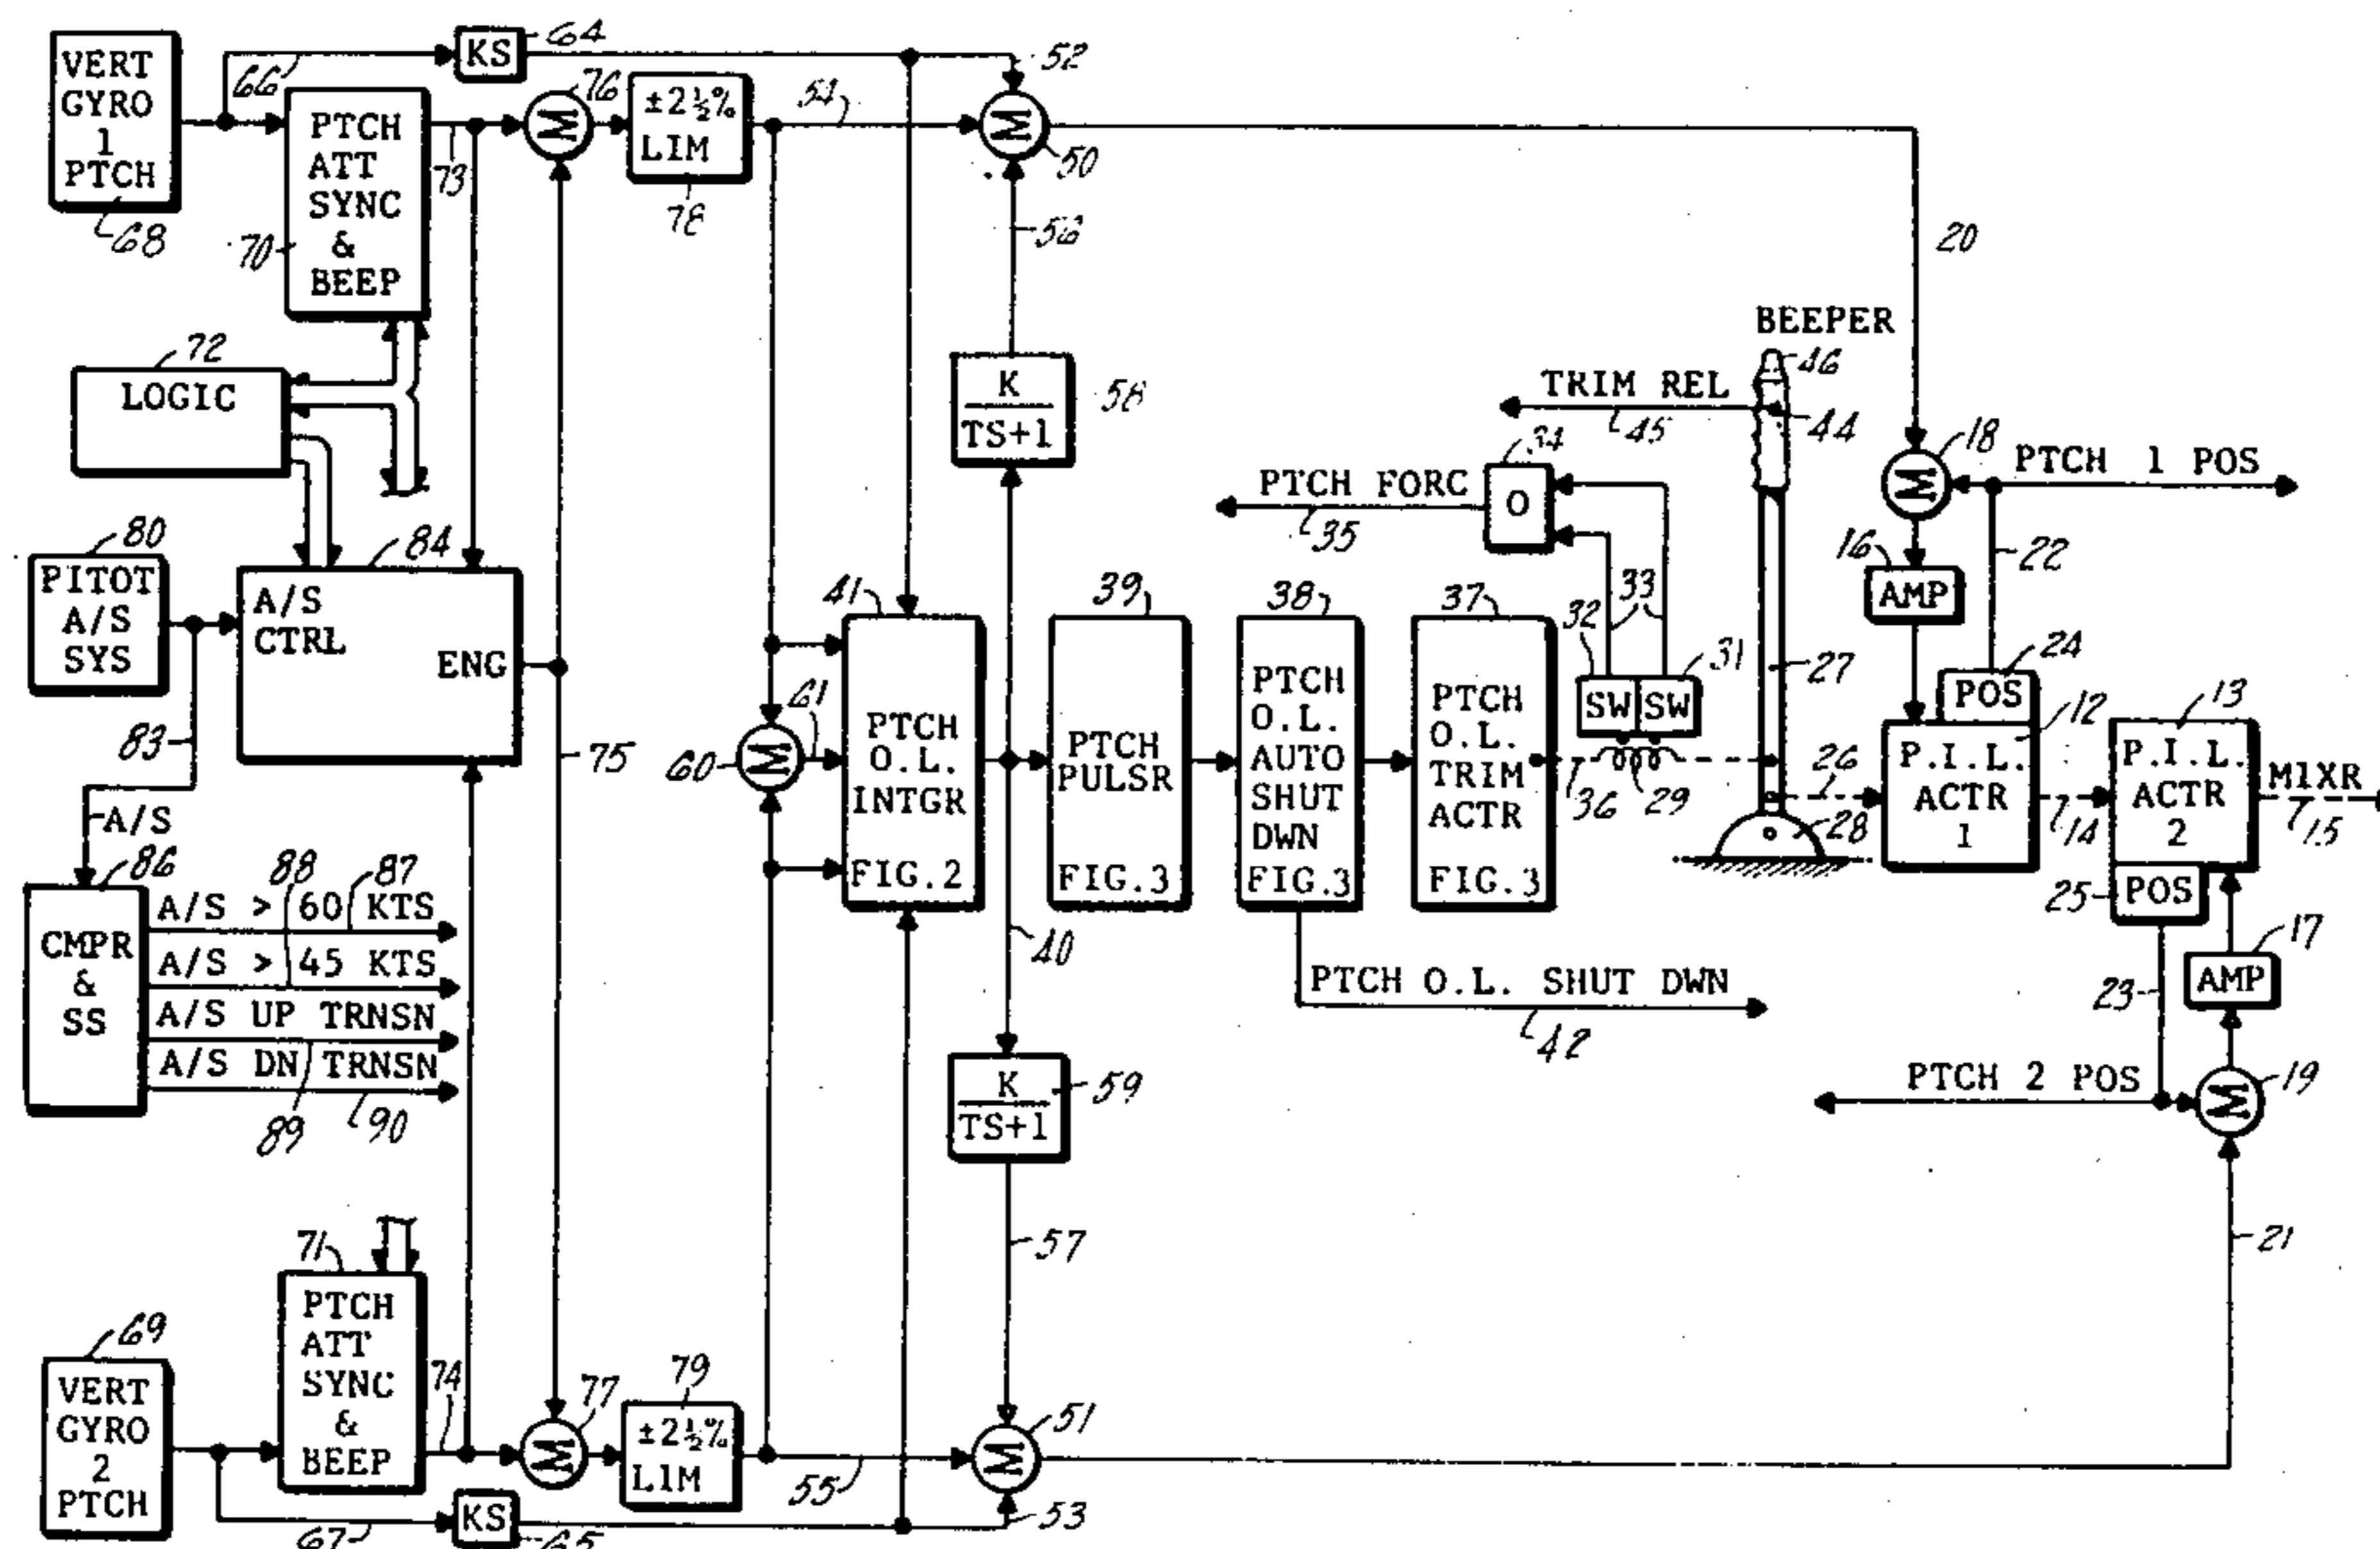 VERT
GYRO
1
PTCH
68
66
KS
64
PTCH
ATT
SYNC
&
BEEP
70
73
M
76
±2½%
LIM
78
54
52
M
50
56
K
TS+1
58
20
LOGIC
72
BEEPER
46
TRIM REL
45
44
34
O
PTCH FORC
35
33
32
31
SW
SW
27
M
18
PTCH 1 POS
22
16
AMP
24
POS
12
P.I.L.
ACTR
1
13
P.I.L.
ACTR
2
14
MIXR
15
26
28
25
POS
23
17
AMP
M
19
PTCH 2 POS
21
80
PITOT
A/S
SYS
83
84
A/S
CTRL
ENG
75
A/S
86
CMPR
&
SS
88
87
A/S > 60 KTS
A/S > 45 KTS
A/S UP TRNSN
A/S DN TRNSN
89
90
60
M
61
41
PTCH
O.L.
INTGR
FIG.2
39
PTCH
PULSR
FIG.3
38
PTCH
O.L.
AUTO
SHUT
DWN
FIG.3
37
PTCH
O.L.
TRIM
ACTR
FIG.3
36
29
40
PTCH O.L. SHUT DWN
42
K
TS+1
59
57
69
VERT
GYRO
2
PTCH
71
PTCH
ATT
SYNC
&
BEEP
74
M
77
79
±2½%
LIM
55
M
51
53
67
KS
65